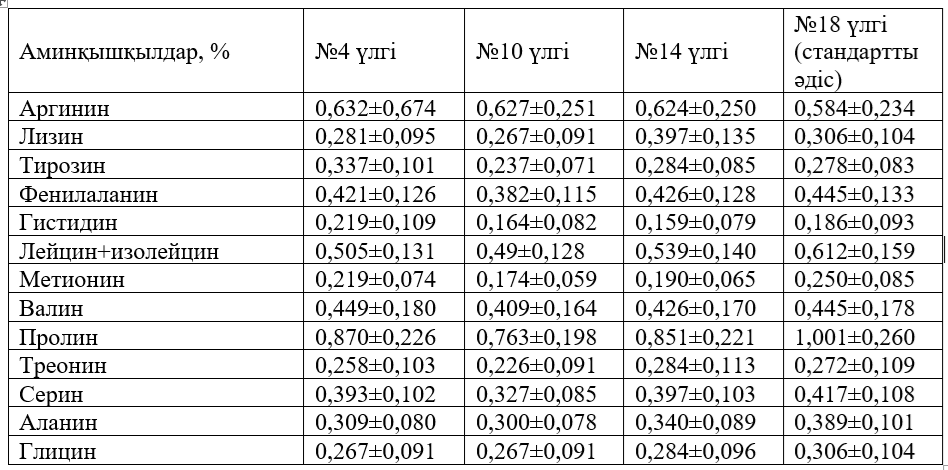 Аминқышқылдар, % №4 үлгі №10 үлгі №14 үлгі №18 үлгі (стандартты әдіс)
Аргинин 0,632±0,674 0,627±0,251 0,624±0,250 0,584±0,234
Лизин 0,281±0,095 0,267±0,091 0,397±0,135 0,306±0,104
Тирозин 0,337±0,101 0,237±0,071 0,284±0,085 0,278±0,083
Фенилаланин 0,421±0,126 0,382±0,115 0,426±0,128 0,445±0,133
Гистидин 0,219±0,109 0,164±0,082 0,159±0,079 0,186±0,093
Лейцин+изолейцин 0,505±0,131 0,49±0,128 0,539±0,140 0,612±0,159
Метионин 0,219±0,074 0,174±0,059 0,190±0,065 0,250±0,085
Валин 0,449±0,180 0,409±0,164 0,426±0,170 0,445±0,178
Пролин 0,870±0,226 0,763±0,198 0,851±0,221 1,001±0,260
Треонин 0,258±0,103 0,226±0,091 0,284±0,113 0,272±0,109
Серин 0,393±0,102 0,327±0,085 0,397±0,103 0,417±0,108
Аланин 0,309±0,080 0,300±0,078 0,340±0,089 0,389±0,101
Глицин 0,267±0,091 0,267±0,091 0,284±0,096 0,306±0,104